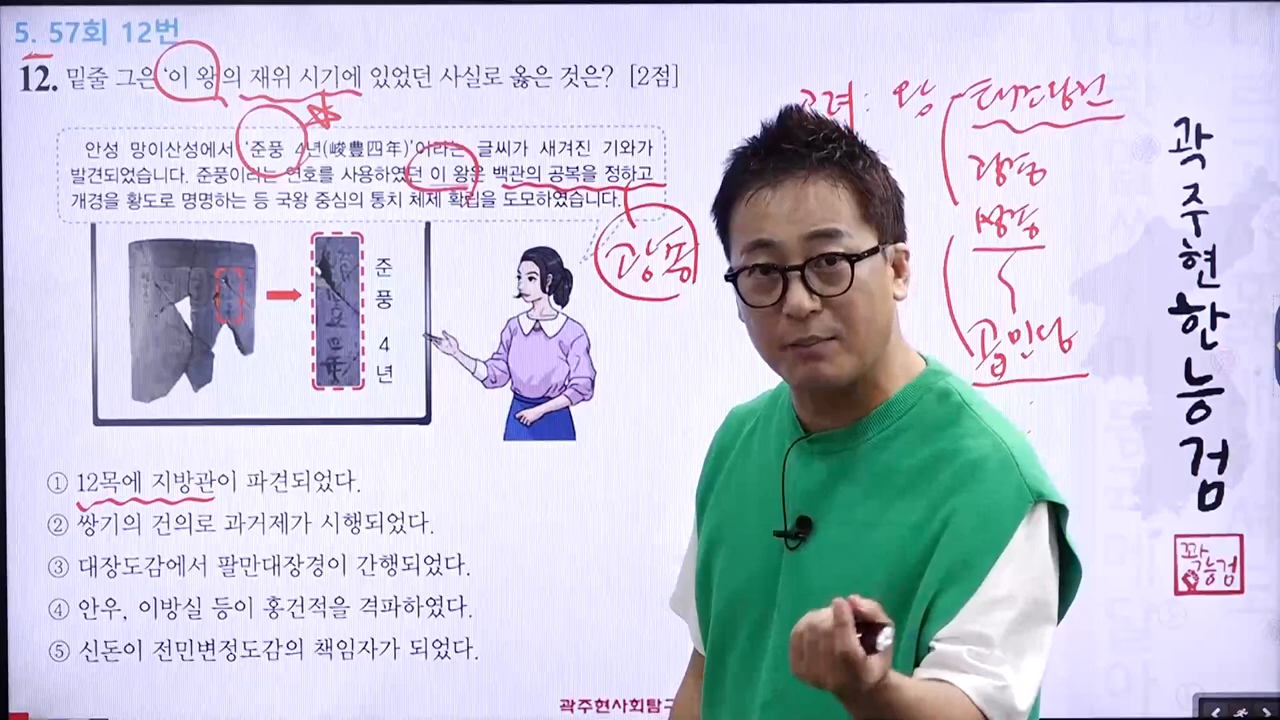 5. 57회 12번
12. 밑줄 그은 '이 왕'의 재위 시기에 있었던 사실로 옳은 것은? [2점]
안성 망이산성에서 '준풍 4년(峻豊四年)'이라는 글씨가 새겨진 기와가
발견되었습니다. 준풍이라는 연호를 사용하였던 이 왕은 백관의 공복을 정하고
개경을 황도로 명명하는 등 국왕 중심의 통치 체제 확립을 도모하였습니다.
준풍 4년
광종
① 12목에 지방관이 파견되었다.
② 쌍기의 건의로 과거제가 시행되었다.
③ 대장도감에서 팔만대장경이 간행되었다.
④ 안우, 이방실 등이 홍건적을 격파하였다.
⑤ 신돈이 전민변정도감의 책임자가 되었다.
고려: 왕
광종
성종
공민왕
곽주현한능검
꽉능검
곽주현사회탐구